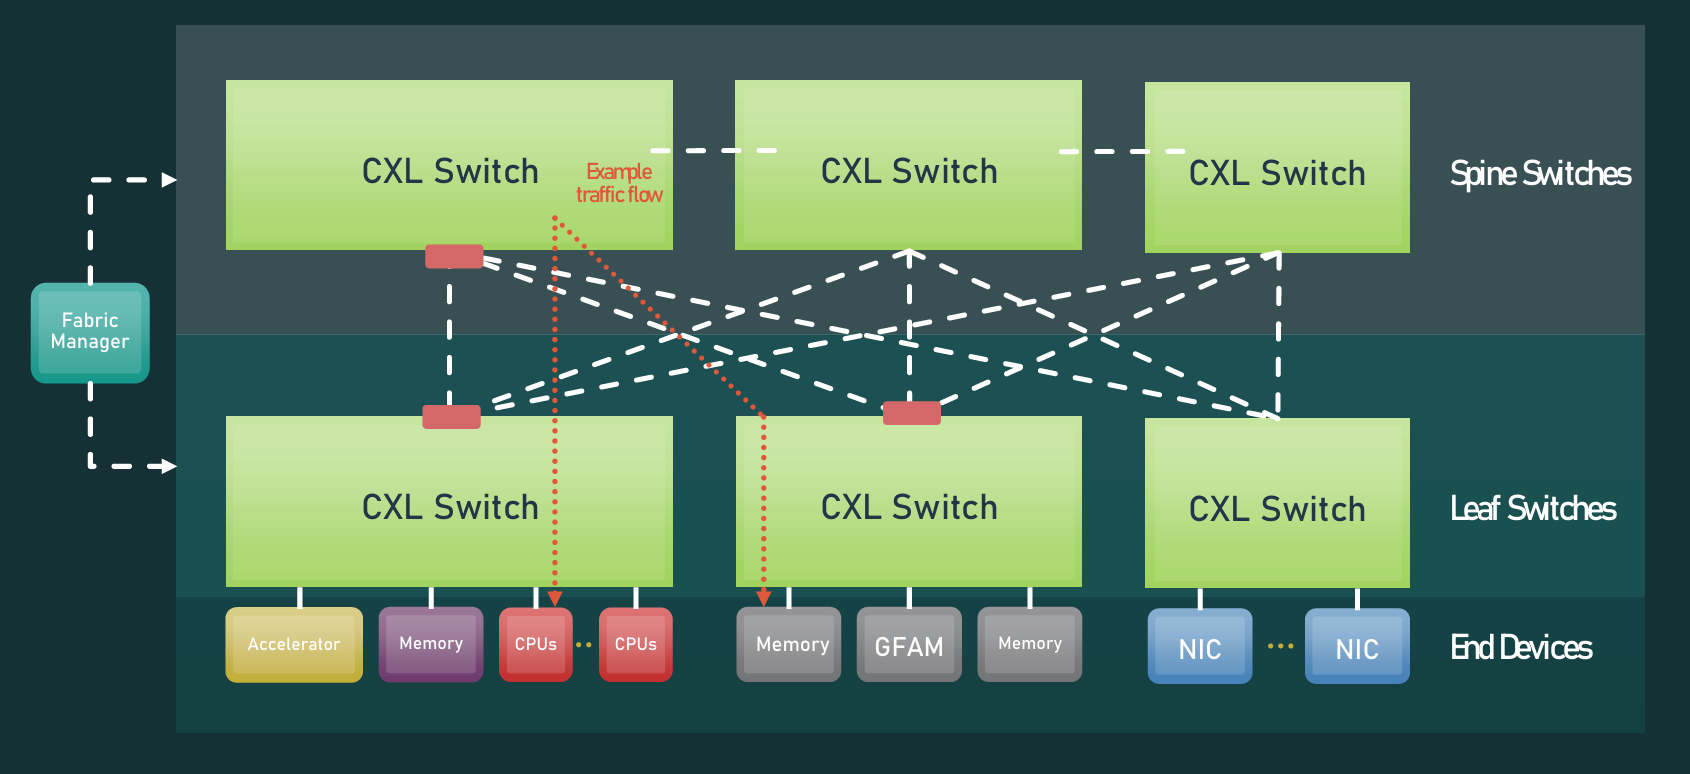 CXL Switch
Example
traffic flow
CXL Switch
CXL Switch
Spine Switches
Fabric
Manager
CXL Switch
CXL Switch
CXL Switch
Leaf Switches
Accelerator
Memory
CPUs
CPUs
Memory
GFAM
Memory
NIC
NIC
End Devices